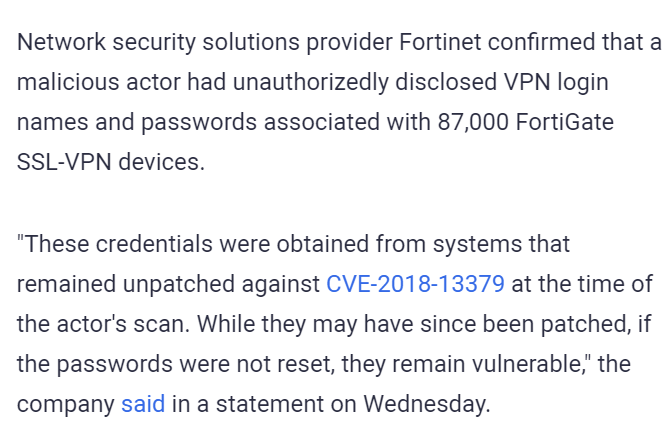 Network security solutions provider Fortinet confirmed that a
malicious actor had unauthorizedly disclosed VPN login
names and passwords associated with 87,000 FortiGate
SSL-VPN devices.
"These credentials were obtained from systems that
remained unpatched against CVE-2018-13379 at the time of
the actor's scan. While they may have since been patched, if
the passwords were not reset, they remain vulnerable," the
company said in a statement on Wednesday.